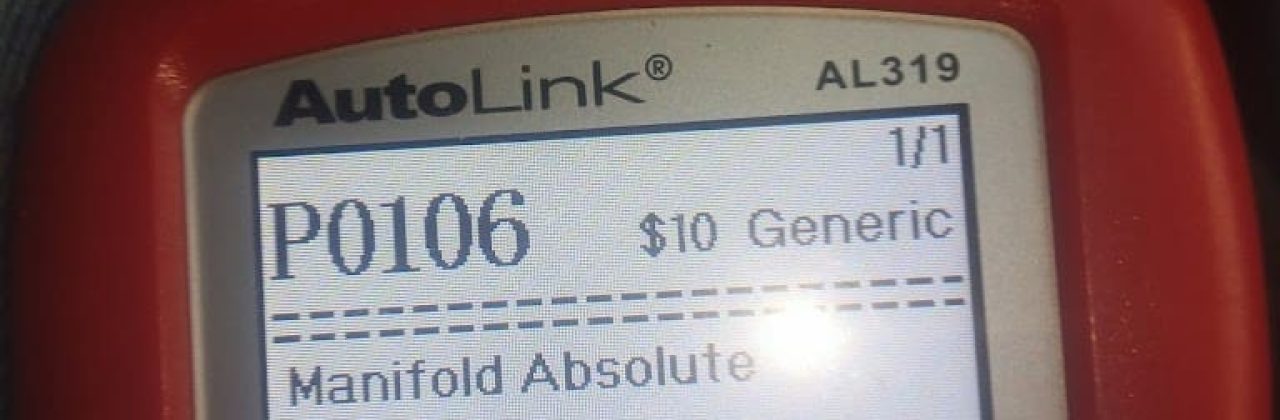 AutoLink® AL319
1/1
P0106 $10 Generic
====================
Manifold Absolute